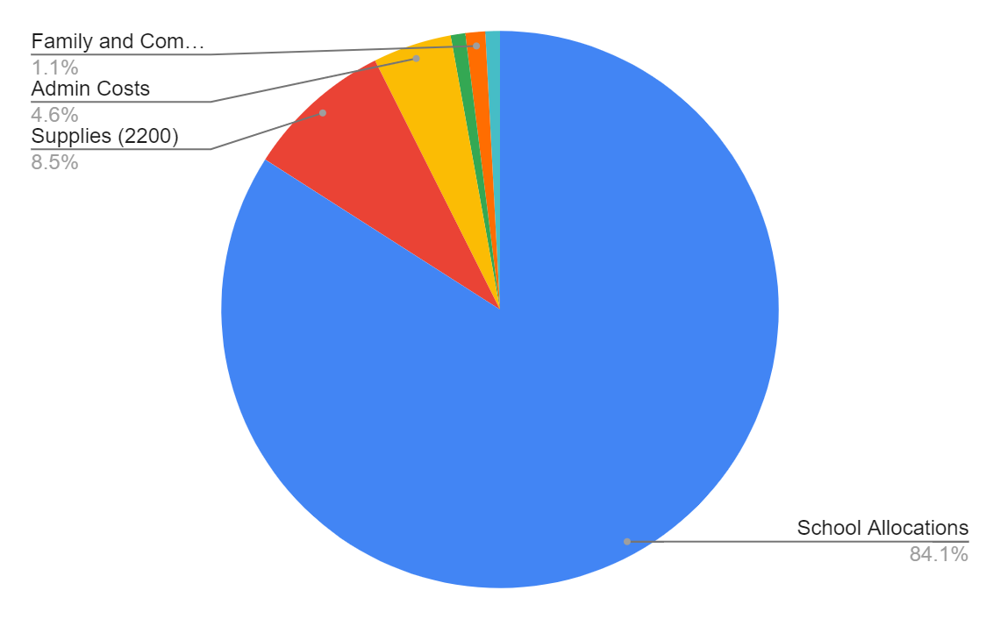 Family and Com…
1.1%
Admin Costs
4.6%
Supplies (2200)
8.5%
School Allocations
84.1%